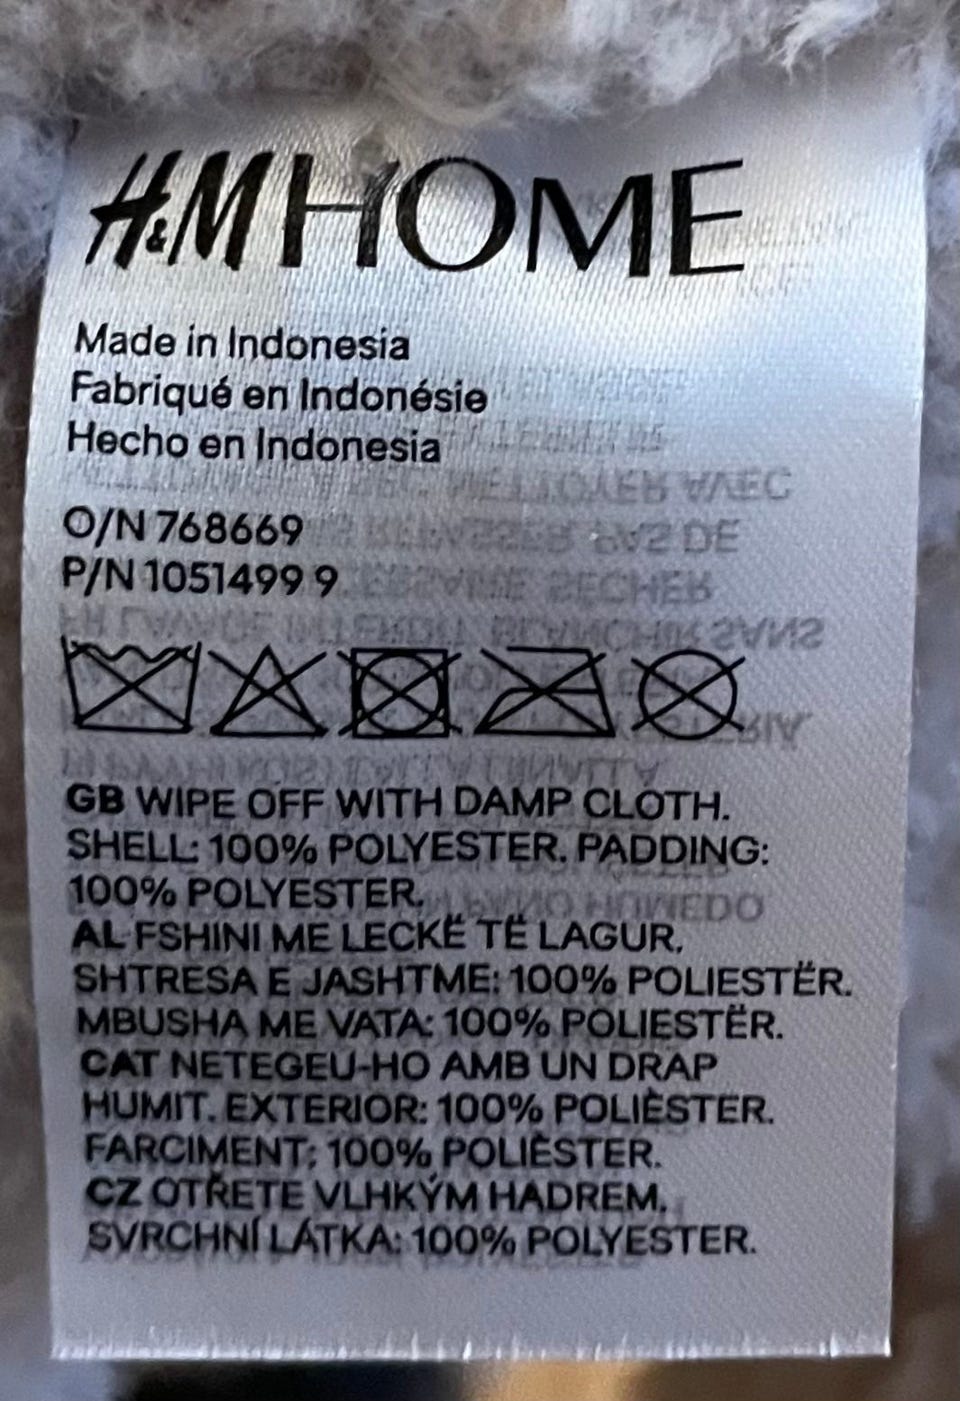 H&M HOME
Made in Indonesia
Fabriqué en Indonésie
Hecho en Indonesia
O/N 768669
P/N 1051499 9
GB WIPE OFF WITH DAMP CLOTH.
SHELL: 100% POLYESTER. PADDING:
100% POLYESTER.
AL FSHINI ME LECKË TË LAGUR.
SHTRESA E JASHTME: 100% POLIESTËR.
MBUSHA ME VATA: 100% POLIESTËR.
CAT NETEGEU-HO AMB UN DRAP
HUMIT. EXTERIOR: 100% POLIÈSTER.
FARCIMENT: 100% POLIÈSTER.
CZ OTŘETE VLHKÝM HADREM.
SVRCHNÍ LÁTKA: 100% POLYESTER.